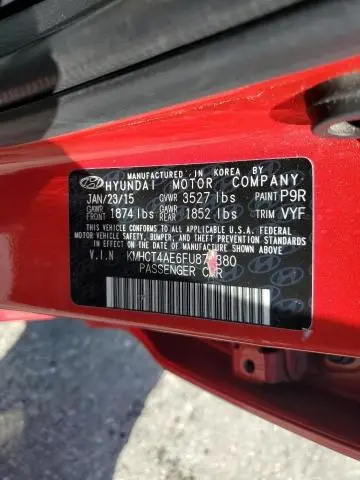 MANUFACTURED IN KOREA BY
HYUNDAI MOTOR COMPANY
JAN/23/15 GVWR 3527 lbs PAINT P9R
GAWR FRONT 1874 lbs GAWR REAR 1852 lbs TRIM VYF
THIS VEHICLE CONFORMS TO ALL APPLICABLE U.S.A. FEDERAL
MOTOR VEHICLE SAFETY, BUMPER, AND THEFT PREVENTION
STANDARDS IN EFFECT ON THE DATE OF MANUFACTURE
SHOWN ABOVE.
V.I.N
PASSENGER CAR